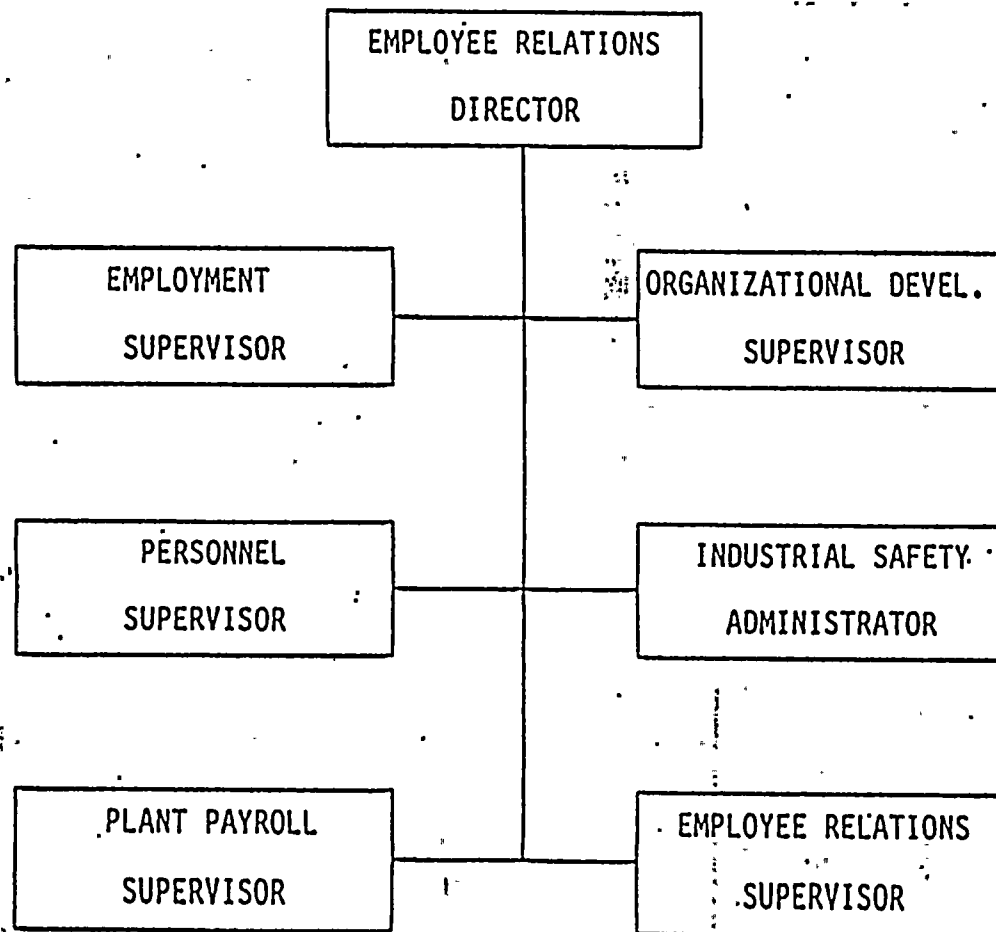 EMPLOYEE RELATIONS
DIRECTOR
EMPLOYMENT
SUPERVISOR
ORGANIZATIONAL DEVEL.
SUPERVISOR
PERSONNEL
SUPERVISOR
INDUSTRIAL SAFETY
ADMINISTRATOR
PLANT PAYROLL
SUPERVISOR
EMPLOYEE RELATIONS
SUPERVISOR